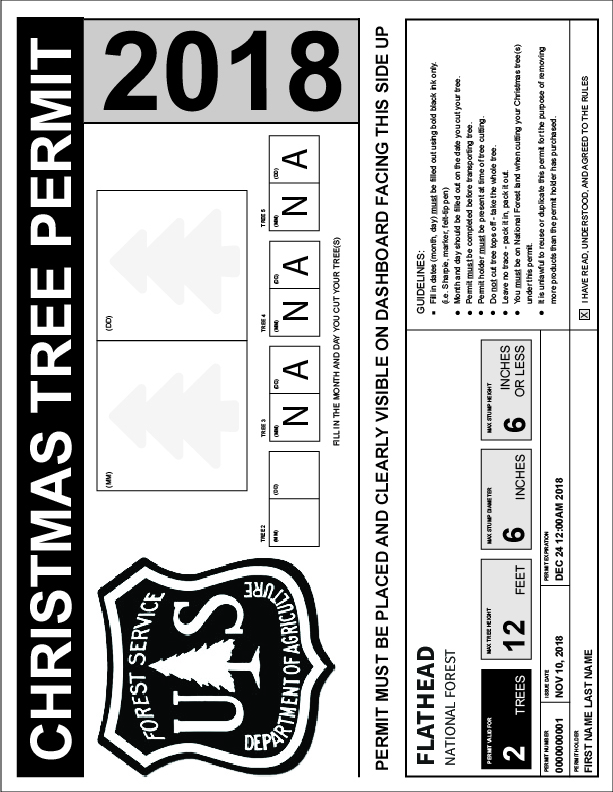 CHRISTMAS TREE PERMIT
2018
FOREST SERVICE
U S
DEPARTMENT OF AGRICULTURE
(MM)
(DD)
TREE 2
(MM)
(DD)
TREE 3
(MM)
(DD)
N
A
TREE 4
(MM)
(DD)
N
A
TREE 5
(MM)
(DD)
N
A
FILL IN THE MONTH AND DAY YOU CUT YOUR TREE(S)
PERMIT MUST BE PLACED AND CLEARLY VISIBLE ON DASHBOARD FACING THIS SIDE UP
FLATHEAD
NATIONAL FOREST
PERMIT VALID FOR
2 TREES
MAX TREE HEIGHT
12 FEET
MAX STUMP DIAMETER
6 INCHES
MAX STUMP HEIGHT
6 INCHES
OR LESS
PERMIT NUMBER
0000000001
ISSUE DATE
NOV 10, 2018
PERMIT EXPIRATION
DEC 24 12:00AM 2018
PERMIT HOLDER
FIRST NAME LAST NAME
GUIDELINES:
• Fill in dates (month, day) must be filled out using bold black ink only.
(i.e. Sharpie, marker, felt-tip pen)
• Month and day should be filled out on the date you cut your tree.
• Permit must be completed before transporting tree.
• Permit holder must be present at time of tree cutting.
• Do not cut tree tops off - take the whole tree.
• Leave no trace - pack it in, pack it out.
• You must be on National Forest land when cutting your Christmas tree(s)
under this permit.
• It is unlawful to reuse or duplicate this permit for the purpose of removing
more products than the permit holder has purchased.
X I HAVE READ, UNDERSTOOD, AND AGREED TO THE RULES